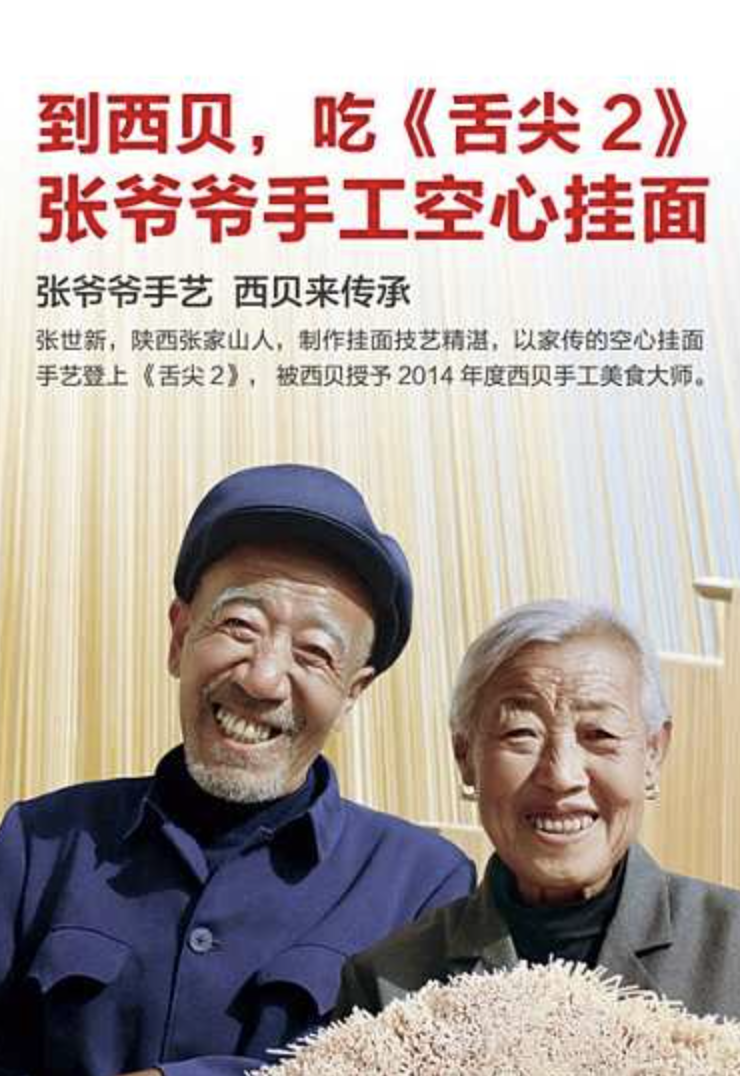 到西贝，吃《舌尖2》
张爷爷手工空心挂面
张爷爷手艺 西贝来传承
张世新，陕西张家山人，制作挂面技艺精湛，以家传的空心挂面
手艺登上《舌尖2》， 被西贝授予 2014 年度西贝手工美食大师。